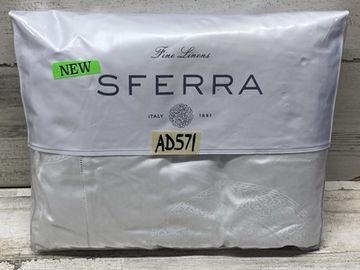 Fine Linens
NEW
SFERRA
ITALY 1891
AD571